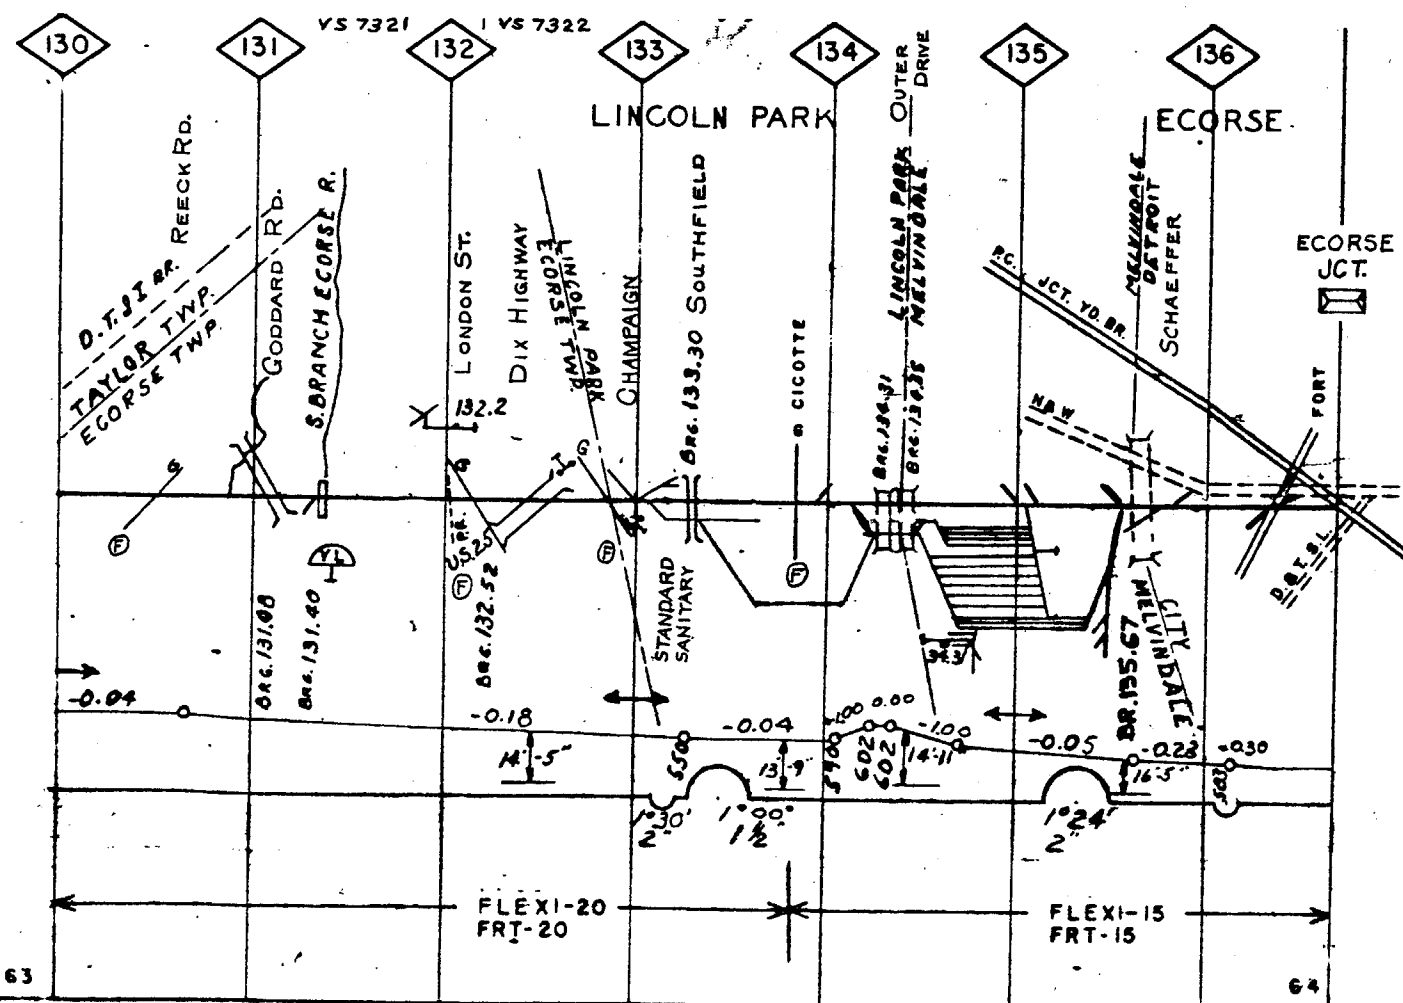 130
131
VS 7321
132
VS 7322
133
134
OUTER
DRIVE
135
136
LINCOLN PARK
ECORSE
REECK RD.
D.T.&I BR.
TAYLOR TWP.
ECORSE TWP.
GODDARD RD.
S. BRANCH ECORSE R.
LONDON ST.
132.2
DIX HIGHWAY
LINCOLN PARK
ECORSE TWP.
CHAMPAIGN
BRG. 133.30 SOUTHFIELD
CICOTTE
BRG. 134.31
LINCOLN PARK
MELVINDALE
MELVINDALE
DETROIT
SCHAEFFER
P.C. JCT. YD. BR.
N.&W
ECORSE
JCT.
FORT
G
G
G
F
F
F
F
YL
BRG. 131.08
BRG. 131.40
U.S. 25
BRG. 132.52
STANDARD
SANITARY
BR. 135.67
CITY
MELVINDALE
-0.04
-0.18
-0.04
0.00
-1.00
-0.05
-0.28
-0.30
14'-5"
550
13'-9"
590
602
602
14'-11"
16'-5"
1°30'
2"
1°00'
1½"
1°24'
2"
FLEXI-20
FRT-20
FLEXI-15
FRT-15
63
64